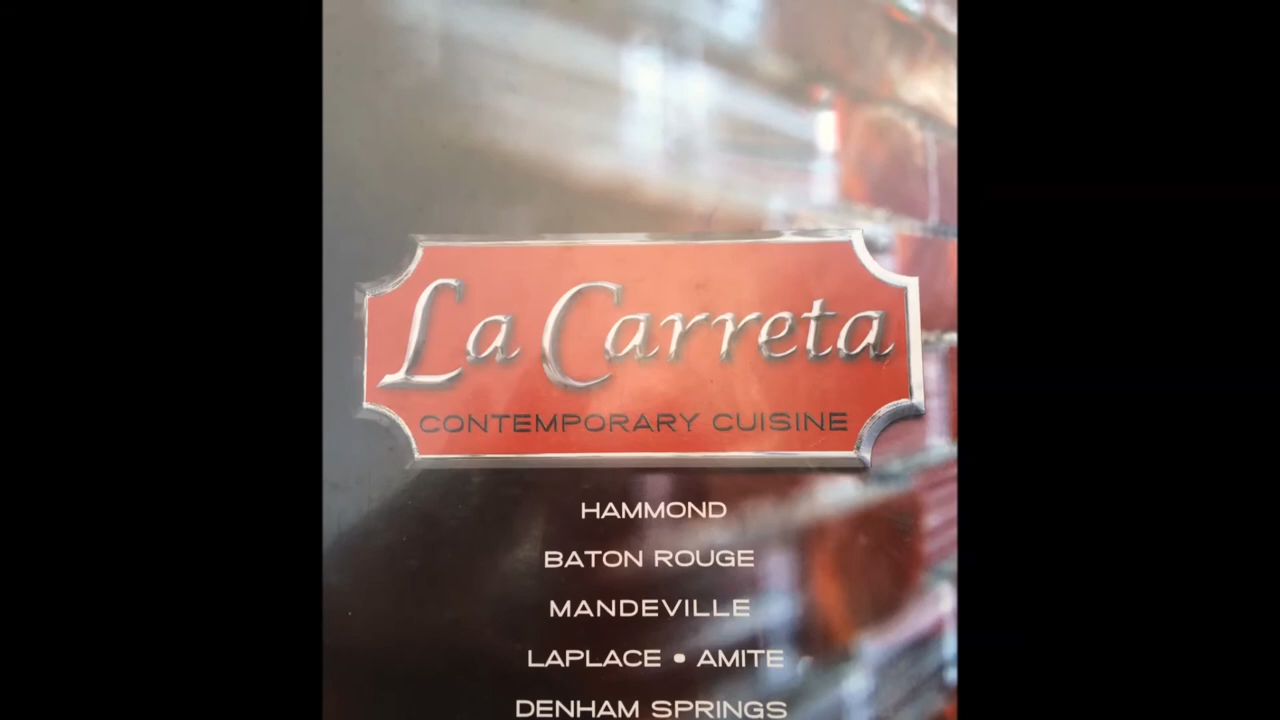 La Carreta
CONTEMPORARY CUISINE
HAMMOND
BATON ROUGE
MANDEVILLE
LAPLACE • AMITE
DENHAM SPRINGS